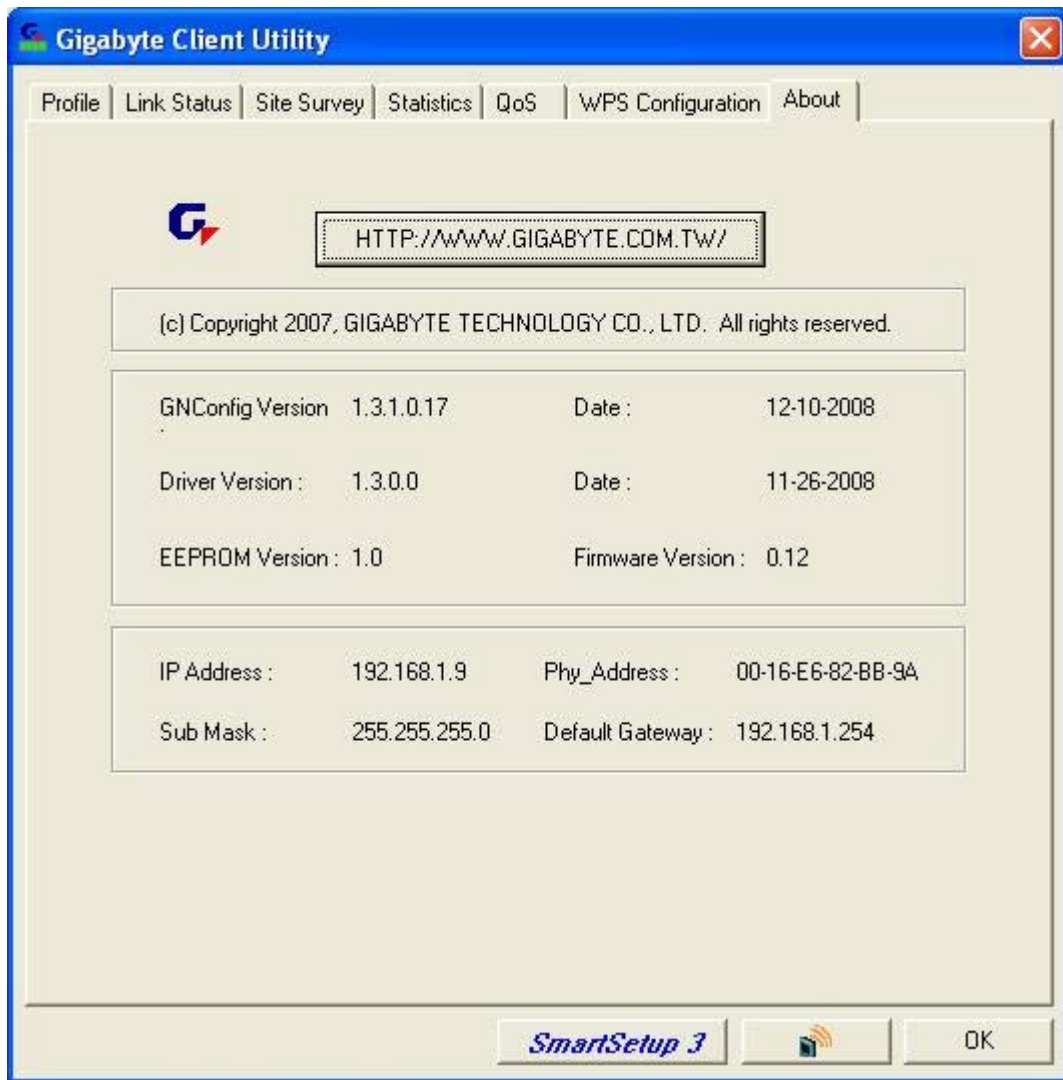 Gigabyte Client Utility
Profile Link Status Site Survey Statistics QoS WPS Configuration About
HTTP://WWW.GIGABYTE.COM.TW/
(c) Copyright 2007, GIGABYTE TECHNOLOGY CO., LTD. All rights reserved.
GNConfig Version : 1.3.1.0.17 Date : 12-10-2008
Driver Version : 1.3.0.0 Date : 11-26-2008
EEPROM Version : 1.0 Firmware Version : 0.12
IP Address : 192.168.1.9 Phy_Address : 00-16-E6-82-BB-9A
Sub Mask : 255.255.255.0 Default Gateway : 192.168.1.254
SmartSetup 3 OK